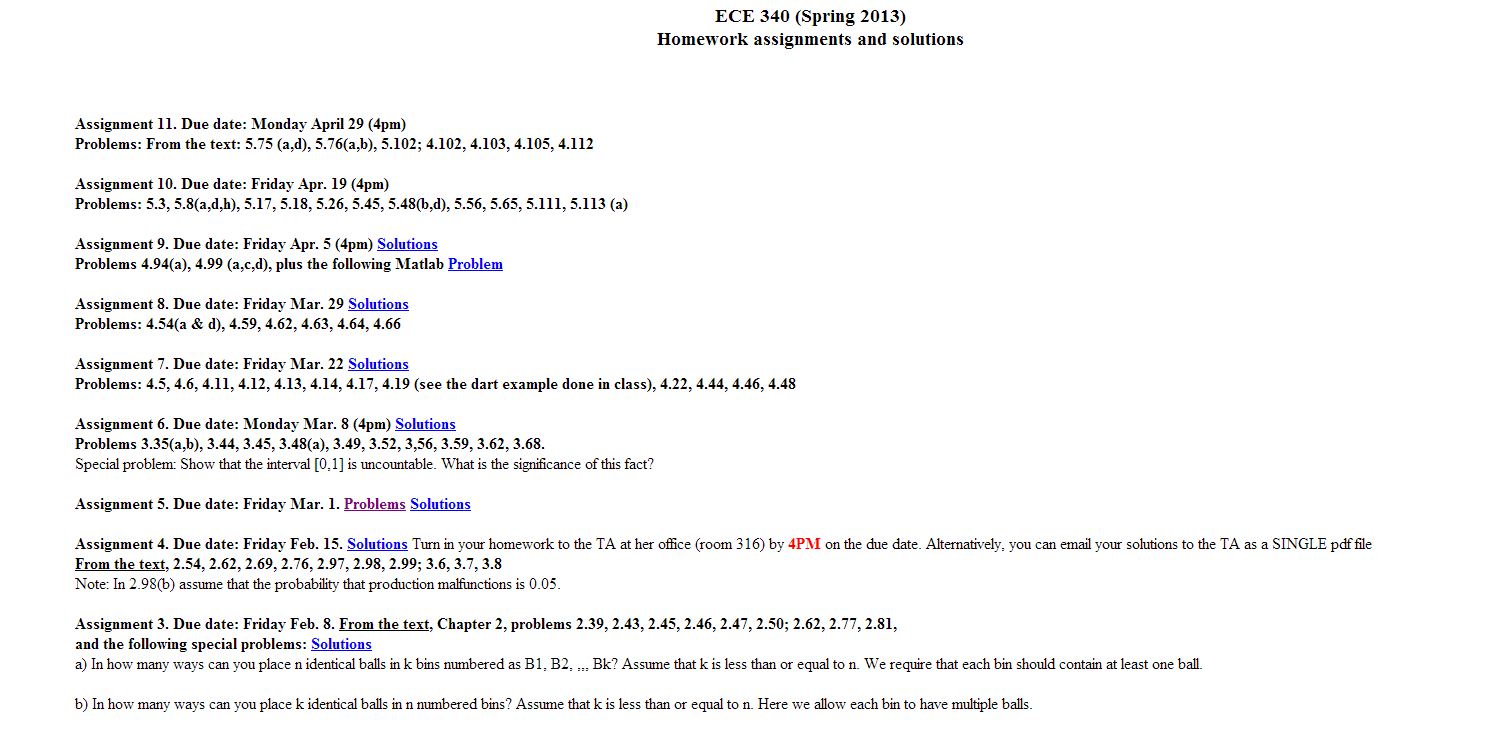 ECE 340 (Spring 2013)
Homework assignments and solutions
Assignment 11. Due date: Monday April 29 (4pm)
Problems: From the text: 5.75 (a,d), 5.76(a,b), 5.102; 4.102, 4.103, 4.105, 4.112
Assignment 10. Due date: Friday Apr. 19 (4pm)
Problems: 5.3, 5.8(a,d,h), 5.17, 5.18, 5.26, 5.45, 5.48(b,d), 5.56, 5.65, 5.111, 5.113 (a)
Assignment 9. Due date: Friday Apr. 5 (4pm) Solutions
Problems 4.94(a), 4.99 (a,c,d), plus the following Matlab Problem
Assignment 8. Due date: Friday Mar. 29 Solutions
Problems: 4.54(a & d), 4.59, 4.62, 4.63, 4.64, 4.66
Assignment 7. Due date: Friday Mar. 22 Solutions
Problems: 4.5, 4.6, 4.11, 4.12, 4.13, 4.14, 4.17, 4.19 (see the dart example done in class), 4.22, 4.44, 4.46, 4.48
Assignment 6. Due date: Monday Mar. 8 (4pm) Solutions
Problems 3.35(a,b), 3.44, 3.45, 3.48(a), 3.49, 3.52, 3,56, 3.59, 3.62, 3.68.
Special problem: Show that the interval [0,1] is uncountable. What is the significance of this fact?
Assignment 5. Due date: Friday Mar. 1. Problems Solutions
Assignment 4. Due date: Friday Feb. 15. Solutions Turn in your homework to the TA at her office (room 316) by 4PM on the due date. Alternatively, you can email your solutions to the TA as a SINGLE pdf file
From the text, 2.54, 2.62, 2.69, 2.76, 2.97, 2.98, 2.99; 3.6, 3.7, 3.8
Note: In 2.98(b) assume that the probability that production malfunctions is 0.05.
Assignment 3. Due date: Friday Feb. 8. From the text, Chapter 2, problems 2.39, 2.43, 2.45, 2.46, 2.47, 2.50; 2.62, 2.77, 2.81,
and the following special problems: Solutions
a) In how many ways can you place n identical balls in k bins numbered as B1, B2, ,,, Bk? Assume that k is less than or equal to n. We require that each bin should contain at least one ball.
b) In how many ways can you place k identical balls in n numbered bins? Assume that k is less than or equal to n. Here we allow each bin to have multiple balls.